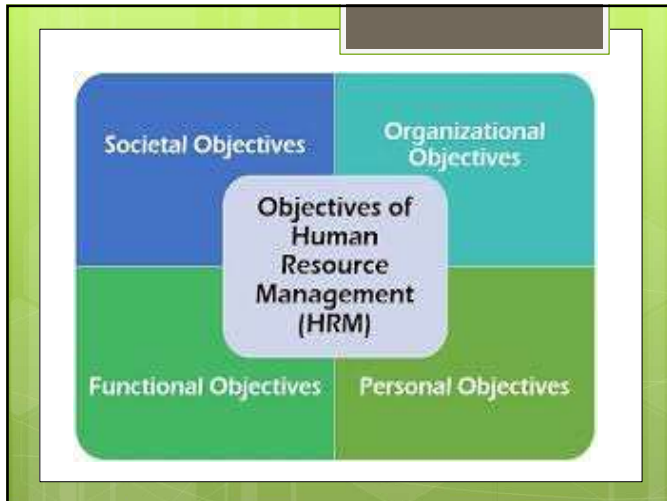 Societal Objectives
Organizational
Objectives
Objectives of
Human
Resource
Management
(HRM)
Functional Objectives
Personal Objectives